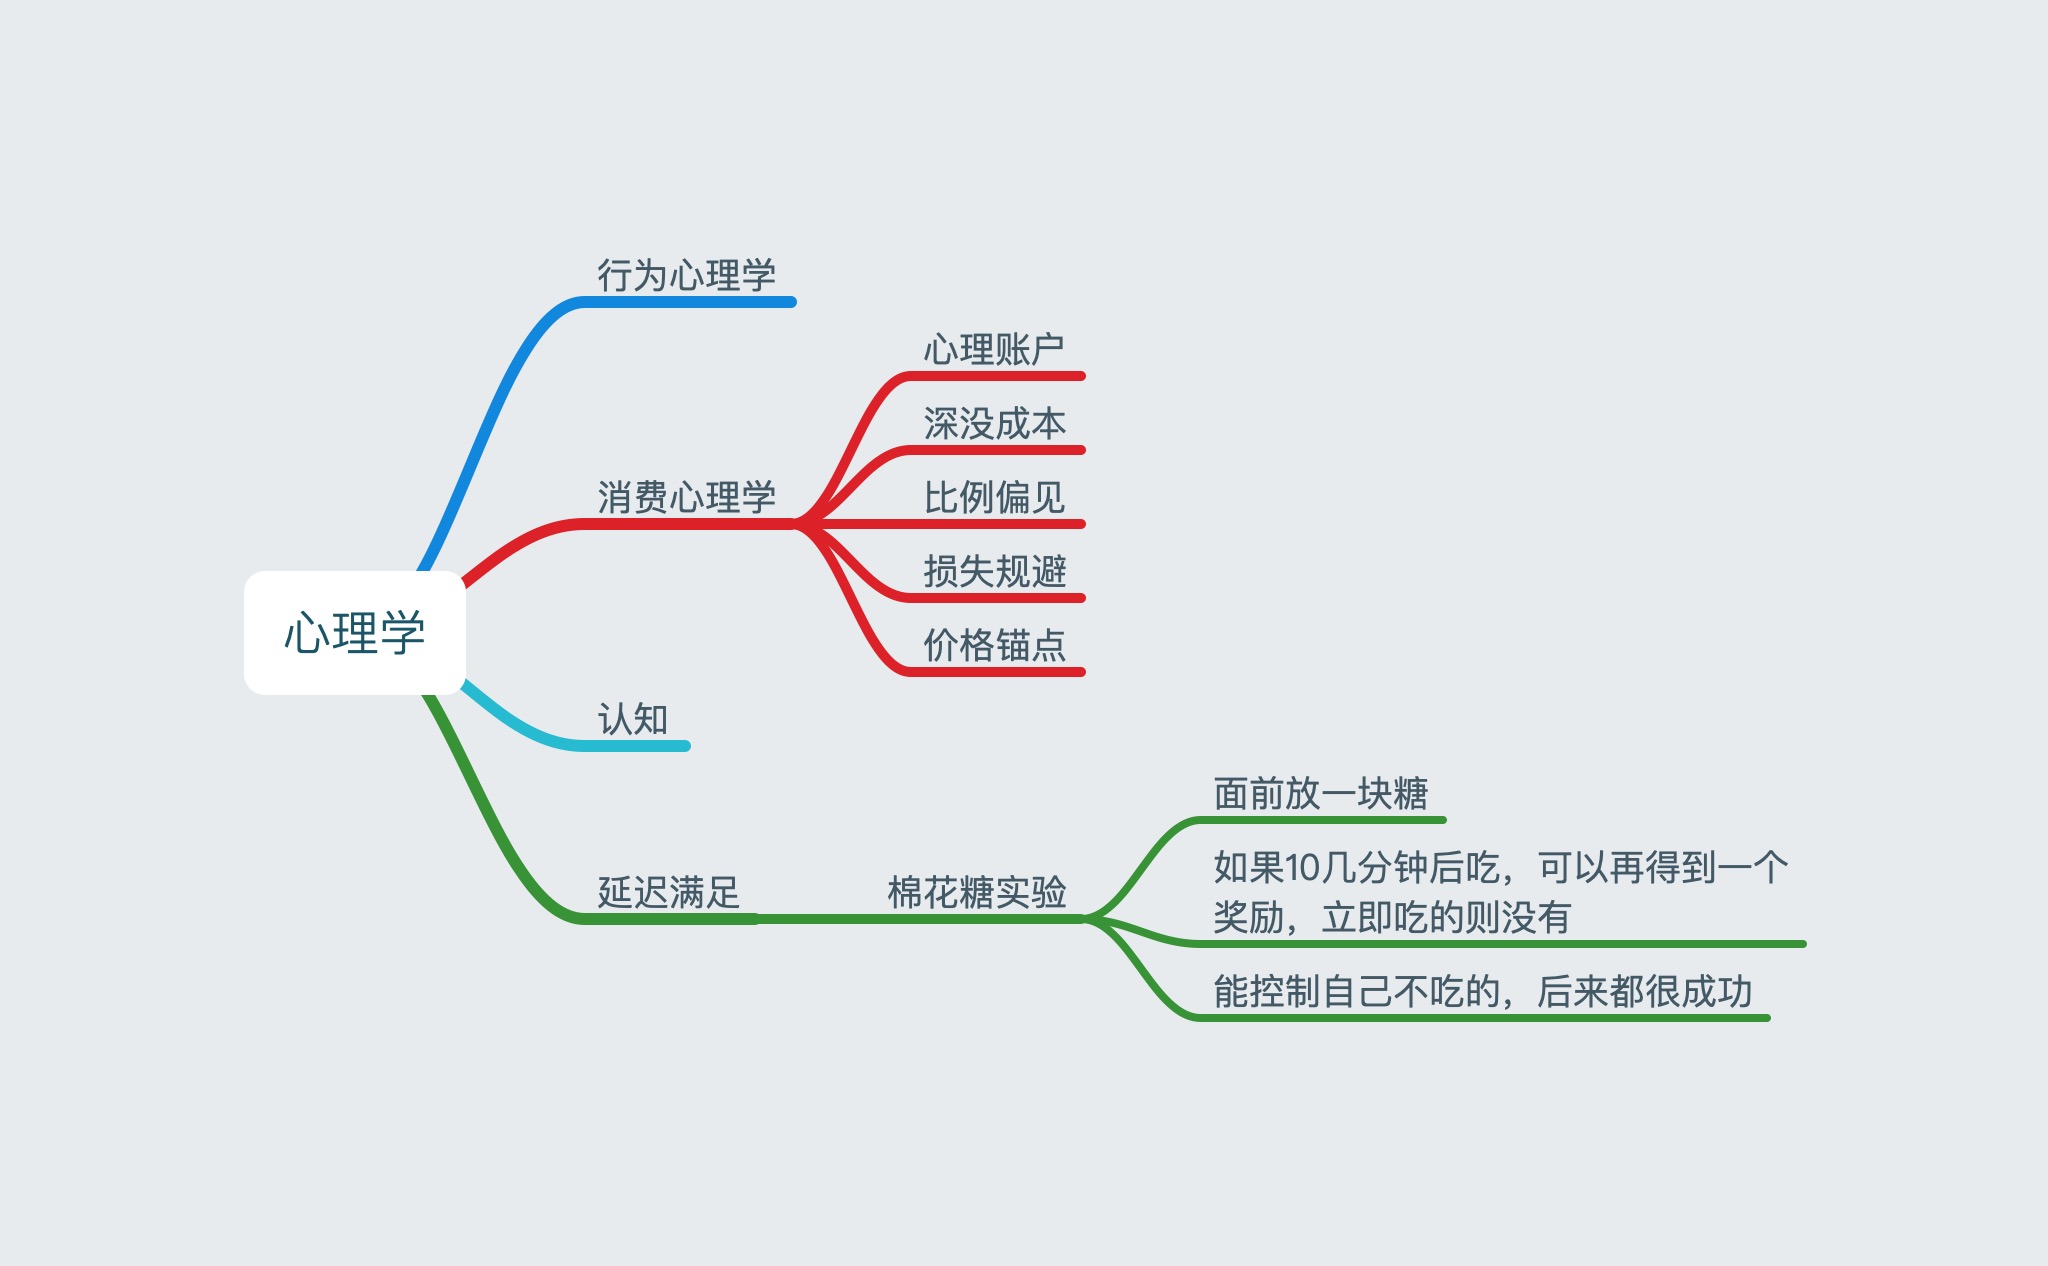 心理学
行为心理学
消费心理学
心理账户
深没成本
比例偏见
损失规避
价格锚点
认知
延迟满足
棉花糖实验
面前放一块糖
如果10几分钟后吃，可以再得到一个
奖励，立即吃的则没有
能控制自己不吃的，后来都很成功